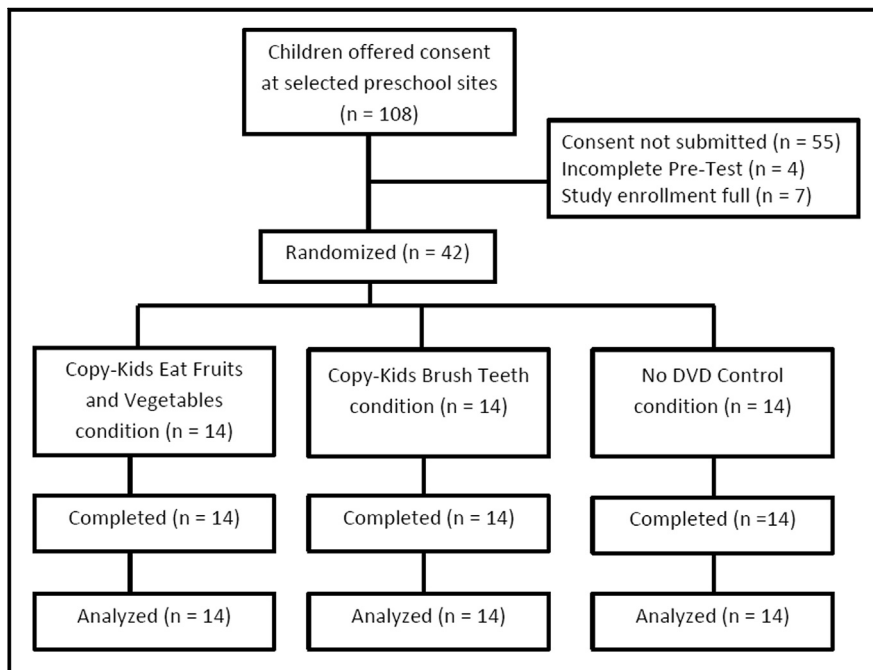 Children offered consent
at selected preschool sites
(n = 108)
Consent not submitted (n = 55)
Incomplete Pre-Test (n = 4)
Study enrollment full (n = 7)
Randomized (n = 42)
Copy-Kids Eat Fruits
and Vegetables
condition (n = 14)
Copy-Kids Brush Teeth
condition (n = 14)
No DVD Control
condition (n = 14)
Completed (n = 14)
Completed (n = 14)
Completed (n =14)
Analyzed (n = 14)
Analyzed (n = 14)
Analyzed (n = 14)